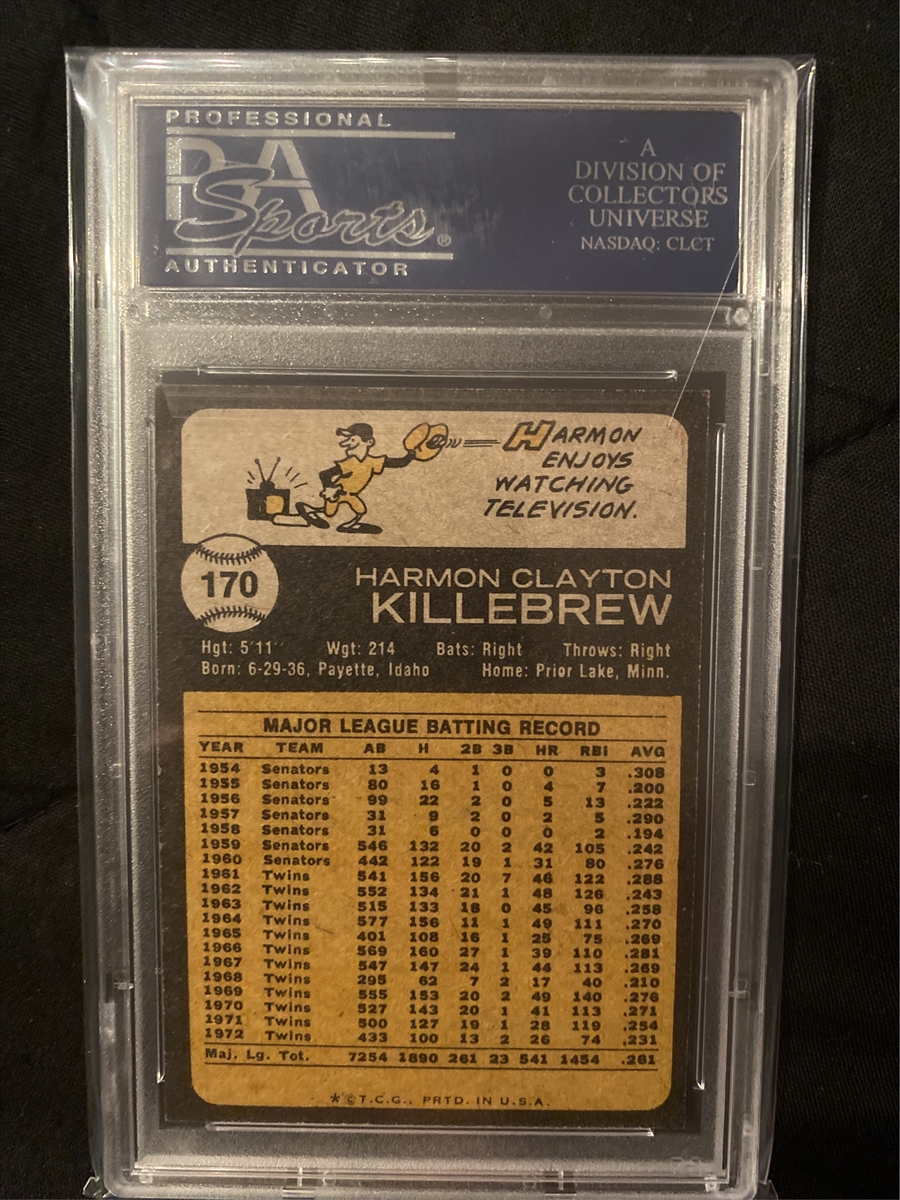 PROFESSIONAL
PSA
Sports®
AUTHENTICATOR
A
DIVISION OF
COLLECTORS
UNIVERSE
NASDAQ: CLCT
HARMON
ENJOYS
WATCHING
TELEVISION.
170
HARMON CLAYTON
KILLEBREW
Hgt: 5'11" Wgt: 214 Bats: Right Throws: Right
Born: 6-29-36, Payette, Idaho Home: Prior Lake, Minn.
MAJOR LEAGUE BATTING RECORD
YEAR TEAM AB H 2B 3B HR RBI AVG
1954 Senators 13 4 1 0 0 3 .308
1955 Senators 80 16 1 0 4 7 .200
1956 Senators 99 22 2 0 5 13 .222
1957 Senators 31 9 2 0 2 5 .290
1958 Senators 31 6 0 0 0 2 .194
1959 Senators 546 132 20 2 42 105 .242
1960 Senators 442 122 19 1 31 80 .276
1961 Twins 541 156 20 7 46 122 .288
1962 Twins 552 134 21 1 48 126 .243
1963 Twins 515 133 18 0 45 96 .258
1964 Twins 577 156 11 1 49 111 .270
1965 Twins 401 108 16 1 25 75 .269
1966 Twins 569 160 27 1 39 110 .281
1967 Twins 547 147 24 1 44 113 .269
1968 Twins 295 62 7 2 17 40 .210
1969 Twins 555 153 20 2 49 140 .276
1970 Twins 527 143 20 1 41 113 .271
1971 Twins 500 127 19 1 28 119 .254
1972 Twins 433 100 13 2 26 74 .231
Maj. Lg. Tot. 7254 1890 261 23 541 1454 .261
*©T.C.G., PRTD. IN U.S.A.